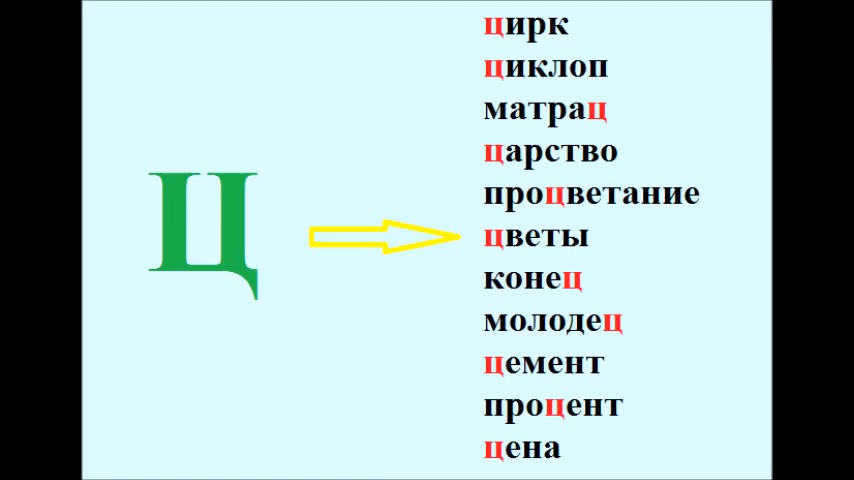 Ц
цирк
циклоп
матрац
царство
процветание
цветы
конец
молодец
цемент
процент
цена